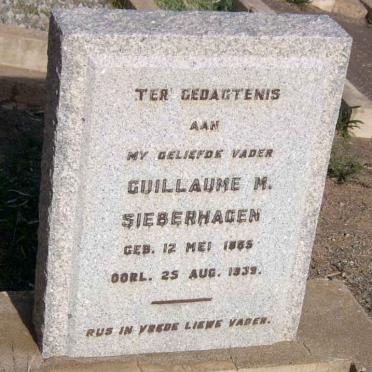 TER GEDAGTENIS
AAN
MY GELIEFDE VADER
GUILLAUME M.
SIEBERHAGEN
GEB. 12 MEI 1865
OORL. 25 AUG. 1939.
RUS IN VREDE LIEWE VADER.